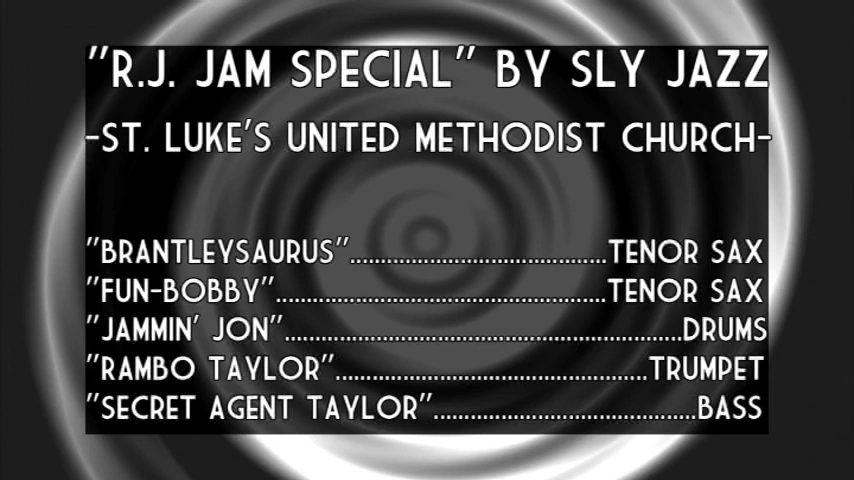 "R.J. JAM SPECIAL" BY SLY JAZZ
-ST. LUKE'S UNITED METHODIST CHURCH-
"BRANTLEYSAURUS"......................................TENOR SAX
"FUN-BOBBY".................................................TENOR SAX
"JAMMIN' JON"...........................................................DRUMS
"RAMBO TAYLOR"..............................................TRUMPET
"SECRET AGENT TAYLOR".......................................BASS